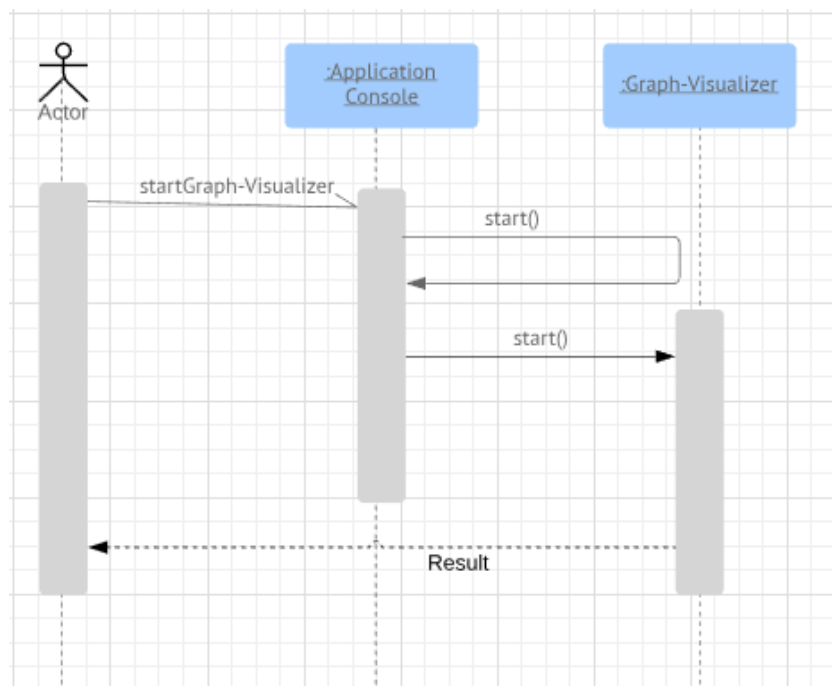 :Application
Console
:Graph-Visualizer
Actor
startGraph-Visualizer
start()
start()
Result